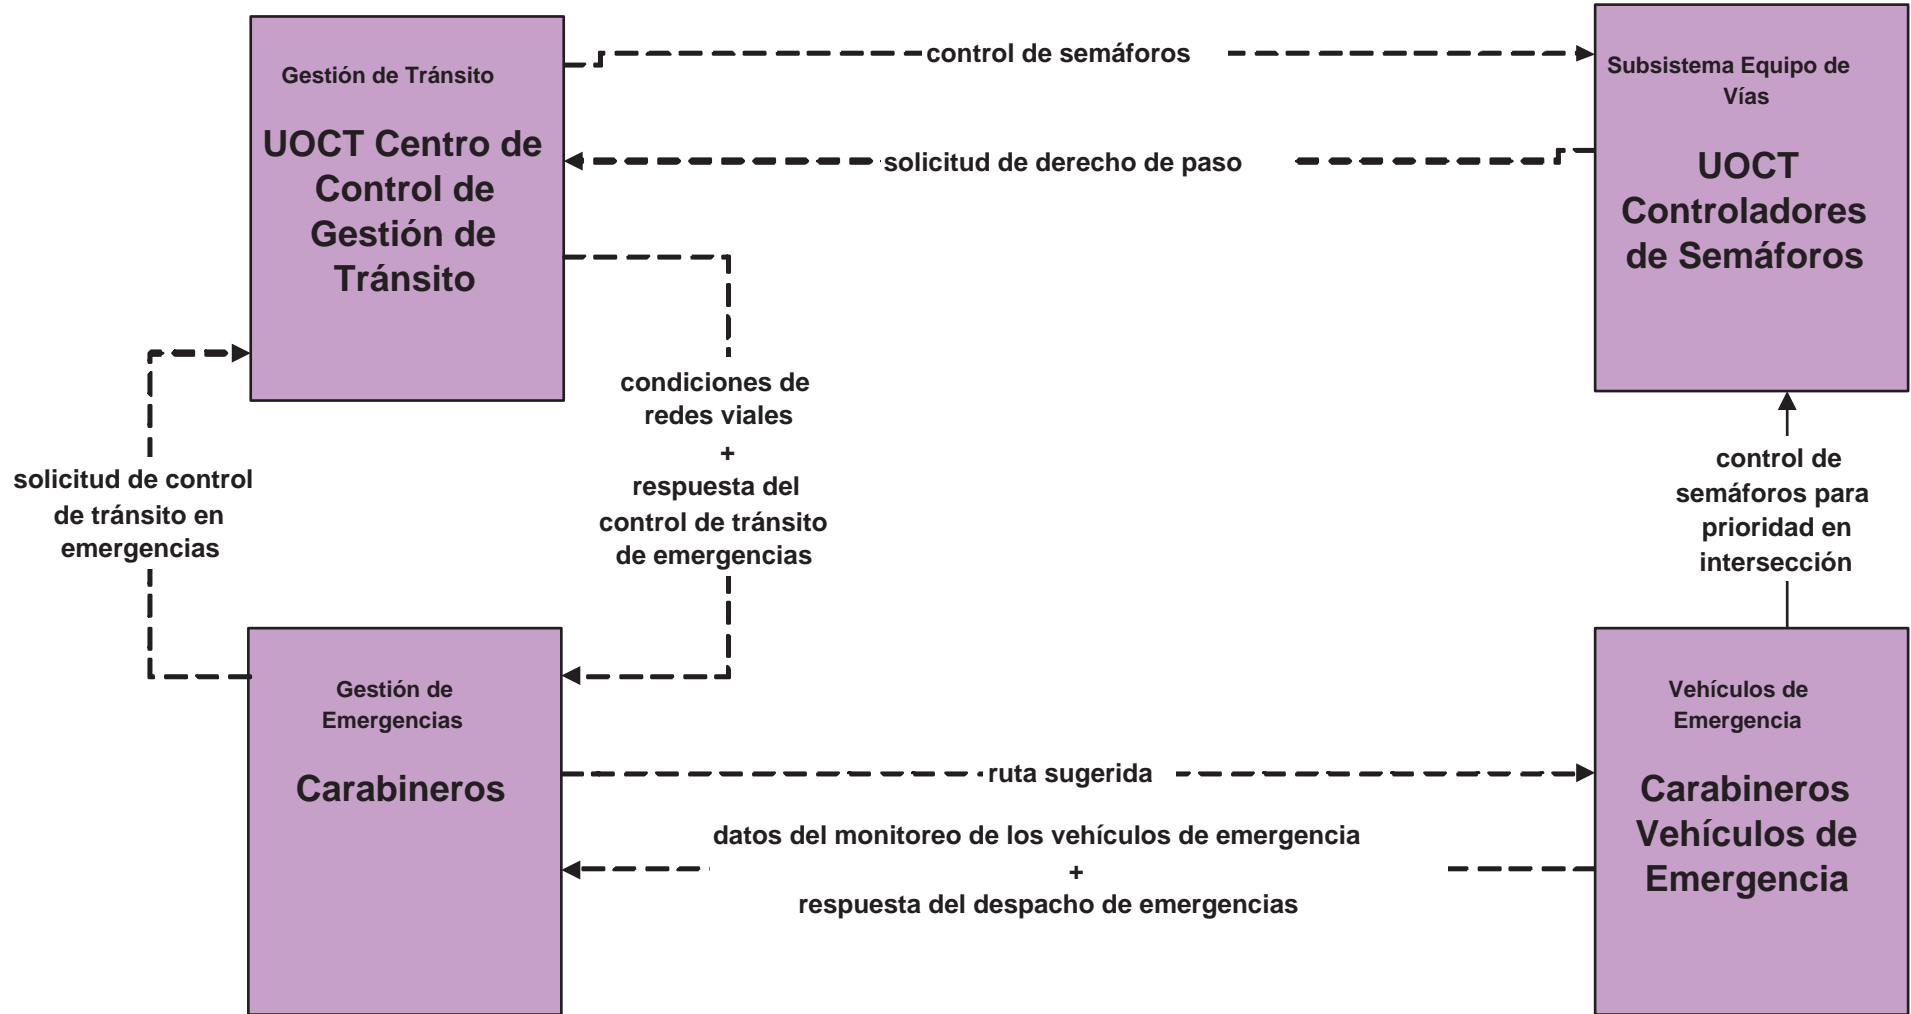 Gestión de Tránsito
UOCT Centro de
Control de
Gestión de
Tránsito
control de semáforos
solicitud de derecho de paso
Subsistema Equipo de
Vías
UOCT
Controladores
de Semáforos
condiciones de
redes viales
+
respuesta del
control de tránsito
de emergencias
solicitud de control
de tránsito en
emergencias
control de
semáforos para
prioridad en
intersección
Gestión de
Emergencias
Carabineros
ruta sugerida
datos del monitoreo de los vehículos de emergencia
+
respuesta del despacho de emergencias
Vehículos de
Emergencia
Carabineros
Vehículos de
Emergencia